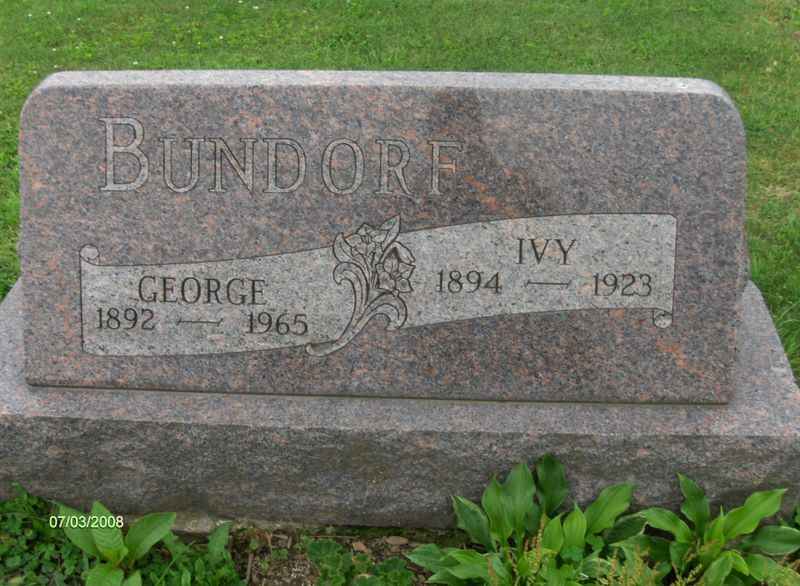 BUNDORF
GEORGE
1892 — 1965
IVY
1894 — 1923
07/03/2008